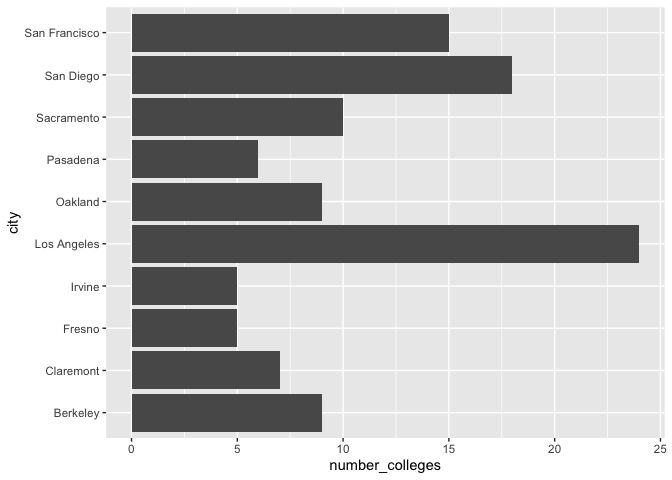 San Francisco
San Diego
Sacramento
Pasadena
Oakland
Los Angeles
Irvine
Fresno
Claremont
Berkeley
city
0 5 10 15 20 25
number_colleges